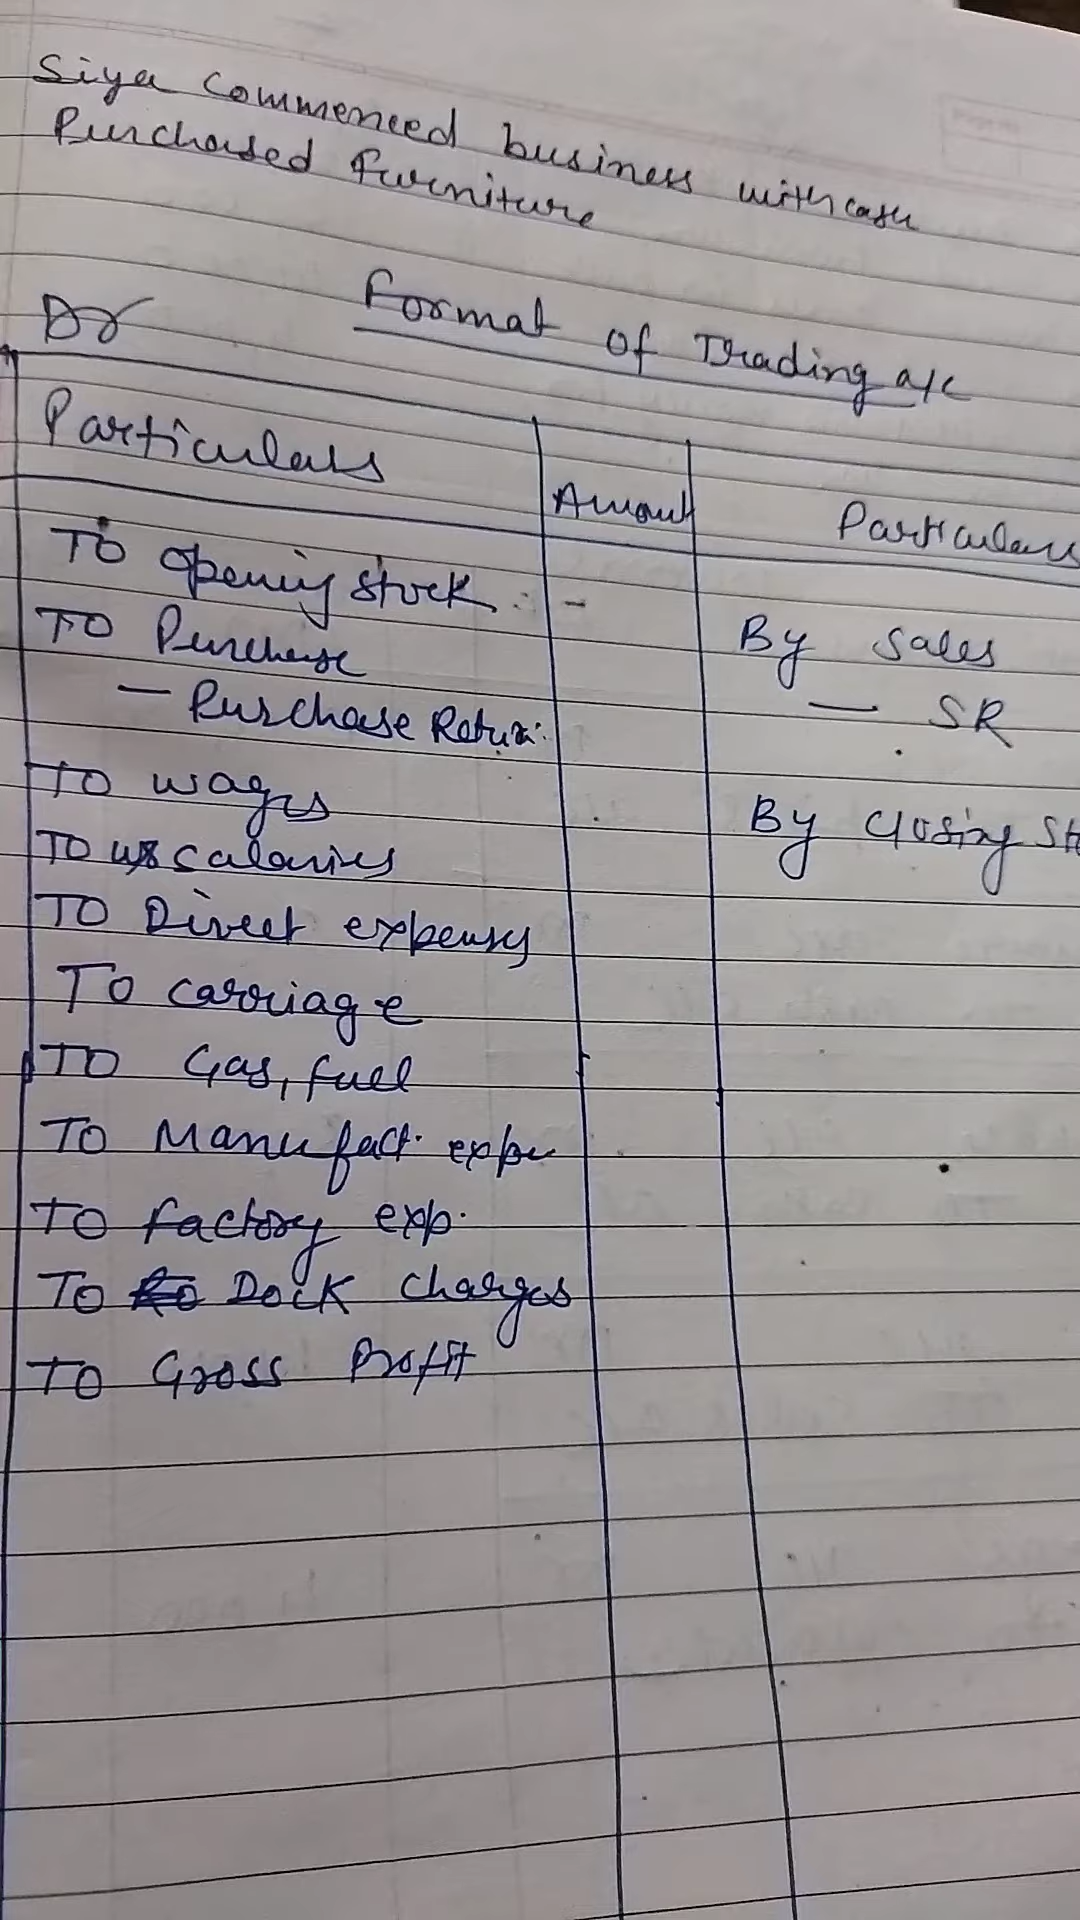 Siya Commenced business with cash
Purchased furniture
Dr
Format of Trading a/c
Particulars Amount Particulars
To Opening Stock : -
To Purchase
— Purchase Return.
To wages
To salaries
To Direct expenses
To carriage
To Gas, fuel
To Manufact. expe
To factory exp.
To Dock Charges
To Gross Profit
By Sales
— SR
By Closing St